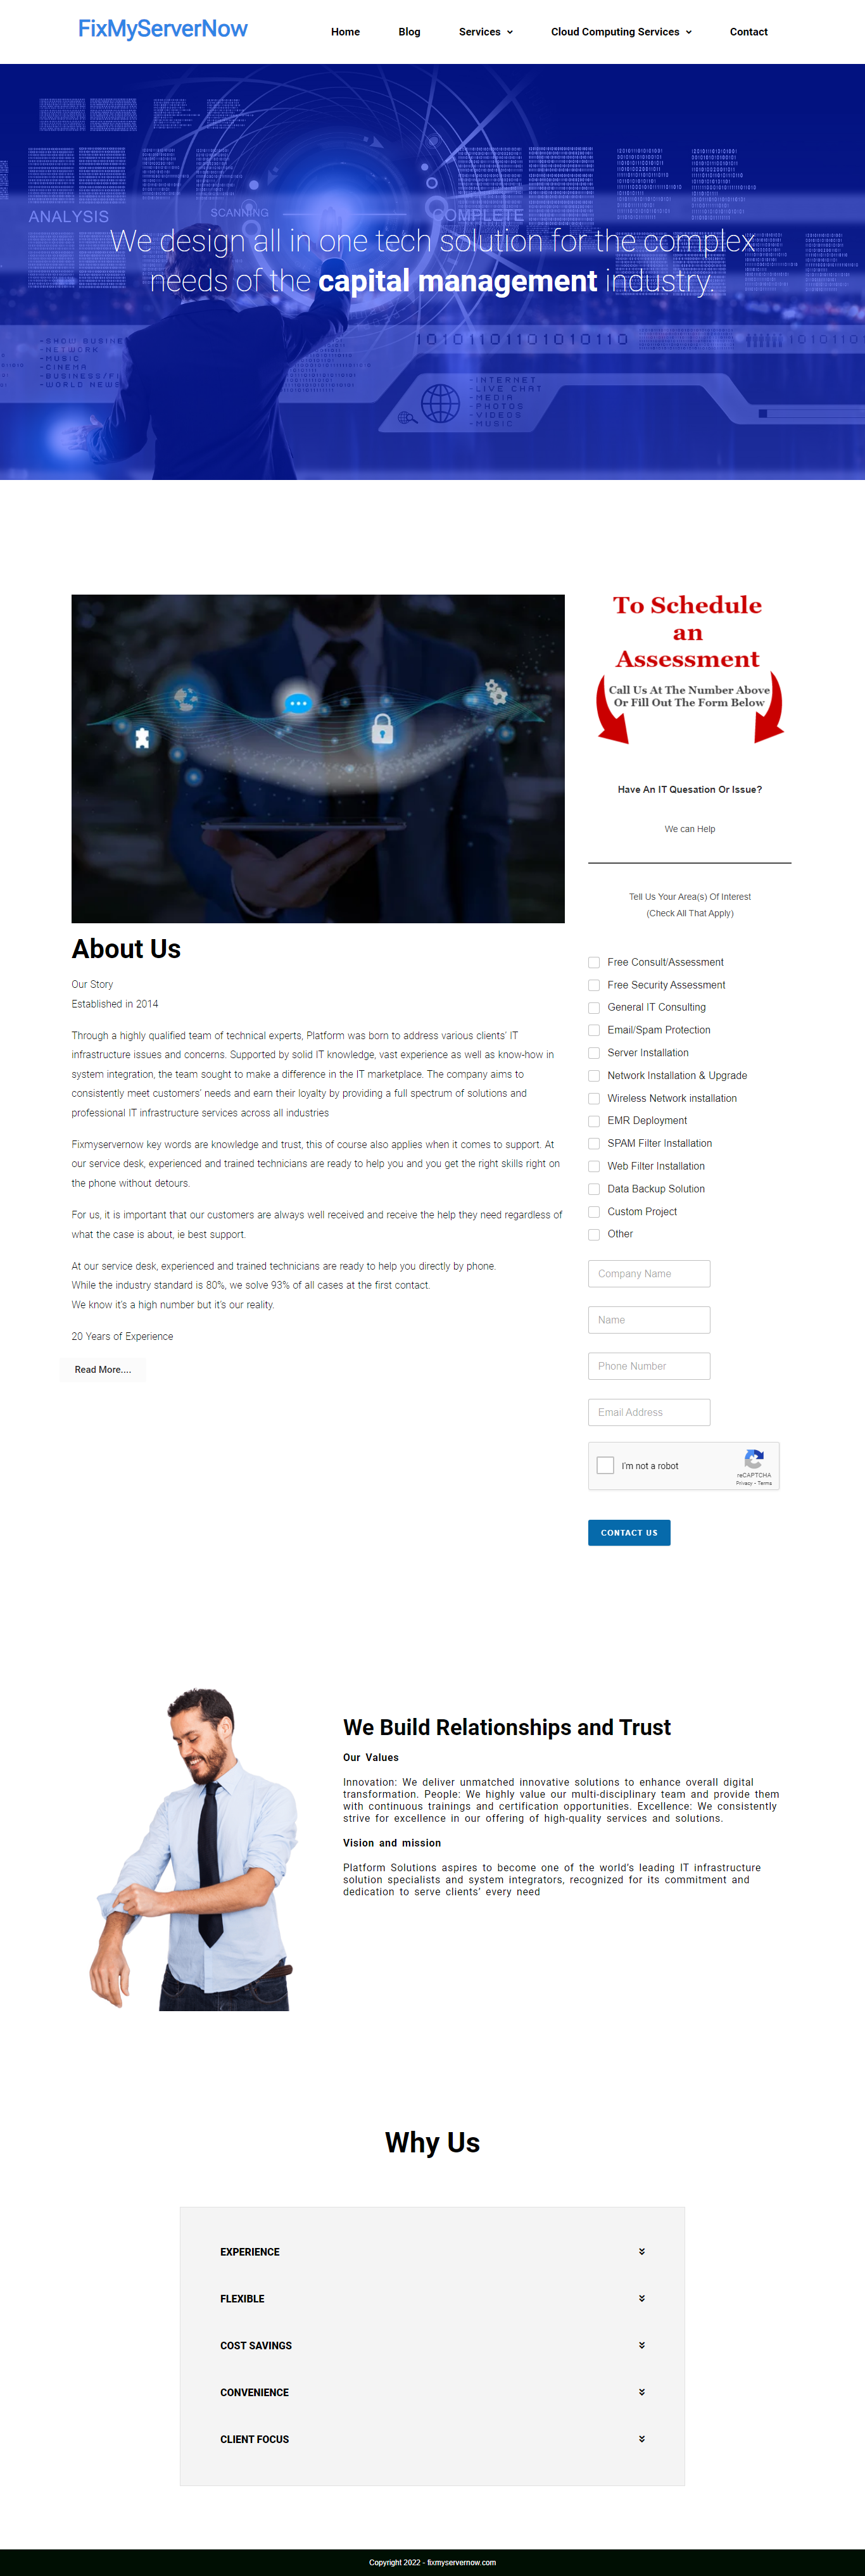 FixMyServerNow
Home
Blog
Services
Cloud Computing Services
Contact
ANALYSIS
SCANNING
COMPLETE
We design all in one tech solution for the complex
needs of the capital management industry.
-SHOW BUSINE
-NETWORK
-MUSIC
-CINEMA
-BUSINESS/FI
-WORLD NEWS
-INTERNET
-LIVE CHAT
-MEDIA
-PHOTOS
-VIDEOS
-MUSIC
To Schedule
an
Assessment
Call Us At The Number Above
Or Fill Out The Form Below
Have An IT Quesation Or Issue?
We can Help
Tell Us Your Area(s) Of Interest
(Check All That Apply)
Free Consult/Assessment
Free Security Assessment
General IT Consulting
Email/Spam Protection
Server Installation
Network Installation & Upgrade
Wireless Network installation
EMR Deployment
SPAM Filter Installation
Web Filter Installation
Data Backup Solution
Custom Project
Other
Company Name
Name
Phone Number
Email Address
I'm not a robot
reCAPTCHA
Privacy - Terms
CONTACT US
About Us
Our Story
Established in 2014
Through a highly qualified team of technical experts, Platform was born to address various clients’ IT
infrastructure issues and concerns. Supported by solid IT knowledge, vast experience as well as know-how in
system integration, the team sought to make a difference in the IT marketplace. The company aims to
consistently meet customers’ needs and earn their loyalty by providing a full spectrum of solutions and
professional IT infrastructure services across all industries
Fixmyservernow key words are knowledge and trust, this of course also applies when it comes to support. At
our service desk, experienced and trained technicians are ready to help you and you get the right skills right on
the phone without detours.
For us, it is important that our customers are always well received and receive the help they need regardless of
what the case is about, ie best support.
At our service desk, experienced and trained technicians are ready to help you directly by phone.
While the industry standard is 80%, we solve 93% of all cases at the first contact.
We know it’s a high number but it’s our reality.
20 Years of Experience
Read More....
We Build Relationships and Trust
Our Values
Innovation: We deliver unmatched innovative solutions to enhance overall digital
transformation. People: We highly value our multi-disciplinary team and provide them
with continuous trainings and certification opportunities. Excellence: We consistently
strive for excellence in our offering of high-quality services and solutions.
Vision and mission
Platform Solutions aspires to become one of the world’s leading IT infrastructure
solution specialists and system integrators, recognized for its commitment and
dedication to serve clients’ every need
Why Us
EXPERIENCE
FLEXIBLE
COST SAVINGS
CONVENIENCE
CLIENT FOCUS
Copyright 2022 - fixmyservernow.com